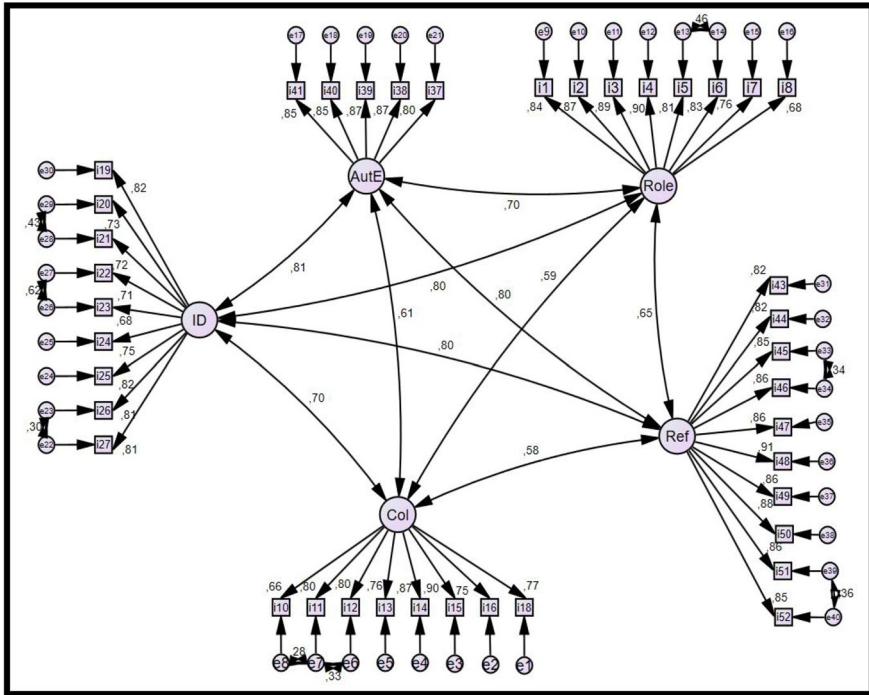 e17 e18 e19 e20 e21
i41 i40 i39 i38 i37
,85 ,85 ,87 ,87 ,80
AutE
e9 e10 e11 e12 e13 ,46 e14 e15 e16
i1 i2 i3 i4 i5 i6 i7 i8
,84 ,87 ,89 ,90 ,81 ,83 ,76 ,68
Role
e30 i19
,82
e29 i20
,43
,73
e28 i21
,72
e27 i22
,62
,71
e26 i23
,68
e25 i24
,75
e24 i25
,82
e23 i26
,30
,81
e22 i27
,81
ID
,70
,81
,80
,80
,59
,61
,65
,80
,70
,58
,82
i43 e31
,82
i44 e32
,85
i45 e33
,34
,86
i46 e34
,86
i47 e35
,91
i48 e36
,86
i49 e37
,88
i50 e38
,86
i51 e39
,36
,85
i52 e40
Ref
Col
,66 ,80 ,80 ,76 ,87 ,90 ,75 ,77
i10 i11 i12 i13 i14 i15 i16 i18
e8 ,28 e7 ,33 e6 e5 e4 e3 e2 e1